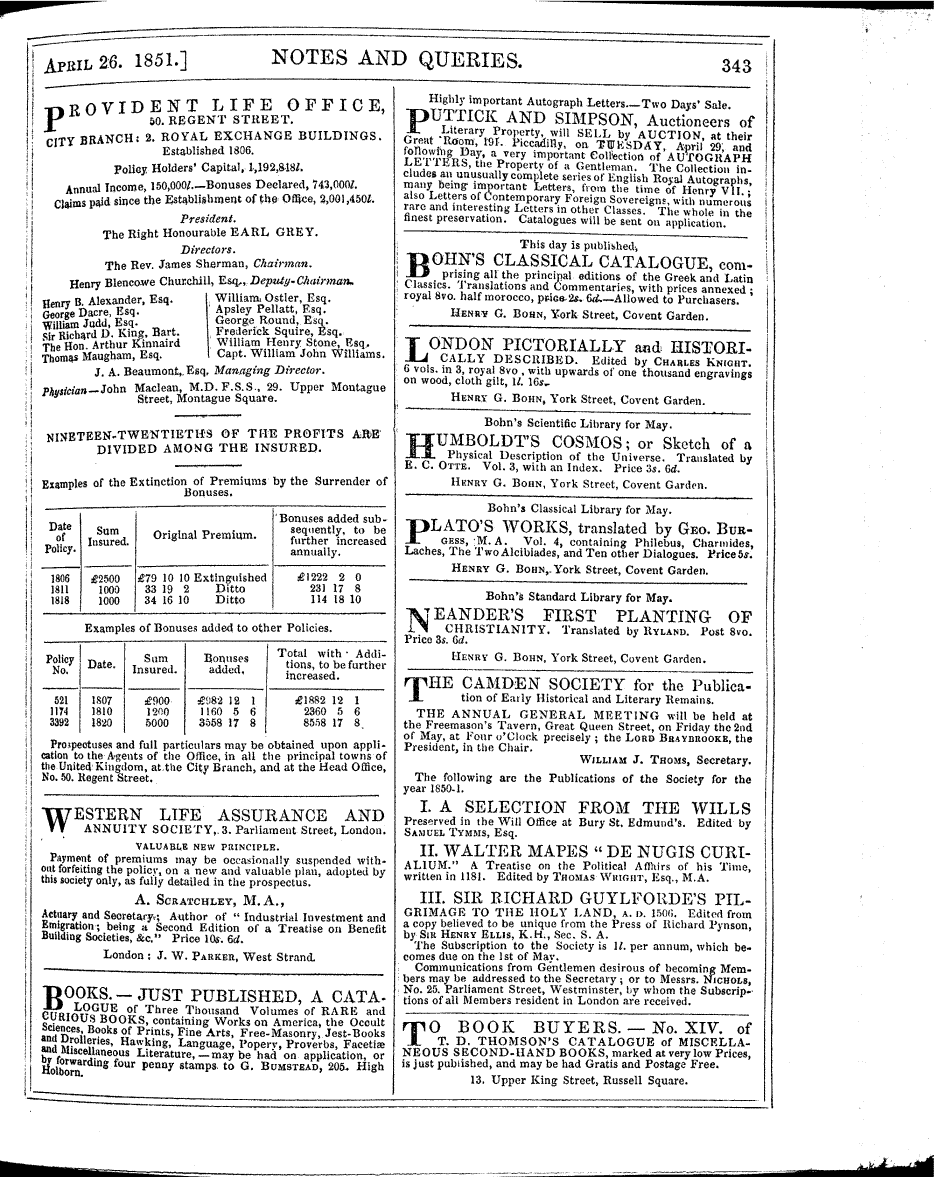 APRIL 26. 1851.] NOTES AND QUERIES. 343
PROVIDENT LIFE OFFICE,
50. REGENT STREET.
CITY BRANCH: 2. ROYAL EXCHANGE BUILDINGS.
Established 1806.
Policy Holders' Capital, 1,192,818l.
Annual Income, 150,000l.—Bonuses Declared, 743,000l.
Claims paid since the Establishment of the Office, 2,001,450l.
President.
The Right Honourable EARL GREY.
Directors.
The Rev. James Sherman, Chairman.
Henry Blencowe Churchill, Esq., Deputy-Chairman.
Henry B. Alexander, Esq.
George Dacre, Esq.
William Judd, Esq.
Sir Richard D. King, Bart.
The Hon. Arthur Kinnaird
Thomas Maugham, Esq.
William Ostler, Esq.
Apsley Pellatt, Esq.
George Round, Esq.
Frederick Squire, Esq.
William Henry Stone, Esq.
Capt. William John Williams.
J. A. Beaumont, Esq. Managing Director.
Physician—John Maclean, M.D. F.S.S., 29. Upper Montague
Street, Montague Square.
NINETEEN-TWENTIETHS OF THE PROFITS ARE
DIVIDED AMONG THE INSURED.
Examples of the Extinction of Premiums by the Surrender of
Bonuses.
Date of Policy. | Sum Insured. | Original Premium. | Bonuses added subsequently, to be further increased annually.
1806 | £2500 | £79 10 10 Extinguished | £1222 2 0
1811 | 1000 | 33 19 2 Ditto | 231 17 8
1818 | 1000 | 34 16 10 Ditto | 114 18 10
Examples of Bonuses added to other Policies.
Policy No. | Date. | Sum Insured. | Bonuses added. | Total with Additions, to be further increased.
521 | 1807 | £900 | £982 12 1 | £1882 12 1
1174 | 1810 | 1200 | 1160 5 6 | 2360 5 6
3392 | 1820 | 5000 | 3558 17 8 | 8558 17 8
Prospectuses and full particulars may be obtained upon appli-
cation to the Agents of the Office, in all the principal towns of
the United Kingdom, at the City Branch, and at the Head Office,
No. 50. Regent Street.
WESTERN LIFE ASSURANCE AND
ANNUITY SOCIETY, 3. Parliament Street, London.
VALUABLE NEW PRINCIPLE.
Payment of premiums may be occasionally suspended with-
out forfeiting the policy, on a new and valuable plan, adopted by
this society only, as fully detailed in the prospectus.
A. SCRATCHLEY, M.A.,
Actuary and Secretary; Author of "Industrial Investment and
Emigration; being a Second Edition of a Treatise on Benefit
Building Societies, &c." Price 10s. 6d.
London: J. W. PARKER, West Strand.
BOOKS.—JUST PUBLISHED, A CATA-
LOGUE of Three Thousand Volumes of RARE and
CURIOUS BOOKS, containing Works on America, the Occult
Sciences, Books of Prints, Fine Arts, Free-Masonry, Jest-Books
and Drolleries, Hawking, Language, Popery, Proverbs, Facetiæ
and Miscellaneous Literature,—may be had on application, or
by forwarding four penny stamps to G. BUMSTEAD, 205. High
Holborn.
Highly important Autograph Letters.—Two Days' Sale.
PUTTICK AND SIMPSON, Auctioneers of
Literary Property, will SELL by AUCTION, at their
Great Room, 191. Piccadilly, on TUESDAY, April 29, and
following Day, a very important Collection of AUTOGRAPH
LETTERS, the Property of a Gentleman. The Collection in-
cludes an unusually complete series of English Royal Autographs,
many being important Letters, from the time of Henry VII.;
also Letters of Contemporary Foreign Sovereigns, with numerous
rare and interesting Letters in other Classes. The whole in the
finest preservation. Catalogues will be sent on application.
This day is published,
BOHN'S CLASSICAL CATALOGUE, com-
prising all the principal editions of the Greek and Latin
Classics. Translations and Commentaries, with prices annexed;
royal 8vo. half morocco, price 2s. 6d.—Allowed to Purchasers.
HENRY G. BOHN, York Street, Covent Garden.
LONDON PICTORIALLY and HISTORI-
CALLY DESCRIBED. Edited by CHARLES KNIGHT.
6 vols. in 3, royal 8vo, with upwards of one thousand engravings
on wood, cloth gilt, 1l. 16s.
HENRY G. BOHN, York Street, Covent Garden.
Bohn's Scientific Library for May.
HUMBOLDT'S COSMOS; or Sketch of a
Physical Description of the Universe. Translated by
E. C. OTTE. Vol. 3, with an Index. Price 3s. 6d.
HENRY G. BOHN, York Street, Covent Garden.
Bohn's Classical Library for May.
PLATO'S WORKS, translated by GEO. BUR-
GESS, M.A. Vol. 4, containing Philebus, Charmides,
Laches, The Two Alcibiades, and Ten other Dialogues. Price 5s.
HENRY G. BOHN, York Street, Covent Garden.
Bohn's Standard Library for May.
NEANDER'S FIRST PLANTING OF
CHRISTIANITY. Translated by RYLAND. Post 8vo.
Price 3s. 6d.
HENRY G. BOHN, York Street, Covent Garden.
THE CAMDEN SOCIETY for the Publica-
tion of Early Historical and Literary Remains.
THE ANNUAL GENERAL MEETING will be held at
the Freemason's Tavern, Great Queen Street, on Friday the 2nd
of May, at Four o'Clock precisely; the LORD BRAYBROOKE, the
President, in the Chair.
WILLIAM J. THOMS, Secretary.
The following are the Publications of the Society for the
year 1850-1.
I. A SELECTION FROM THE WILLS
Preserved in the Will Office at Bury St. Edmund's. Edited by
SAMUEL TYMMS, Esq.
II. WALTER MAPES "DE NUGIS CURI-
ALIUM." A Treatise on the Political Affairs of his Time,
written in 1181. Edited by THOMAS WRIGHT, Esq., M.A.
III. SIR RICHARD GUYLFORDE'S PIL-
GRIMAGE TO THE HOLY LAND, A. D. 1506. Edited from
a copy believed to be unique from the Press of Richard Pynson,
by SIR HENRY ELLIS, K.H., Sec. S. A.
The Subscription to the Society is 1l. per annum, which be-
comes due on the 1st of May.
Communications from Gentlemen desirous of becoming Mem-
bers may be addressed to the Secretary; or to Messrs. NICHOLS,
No. 25. Parliament Street, Westminster, by whom the Subscrip-
tions of all Members resident in London are received.
TO BOOK BUYERS.—No. XIV. of
T. D. THOMSON'S CATALOGUE of MISCELLA-
NEOUS SECOND-HAND BOOKS, marked at very low Prices,
is just published, and may be had Gratis and Postage Free.
13. Upper King Street, Russell Square.